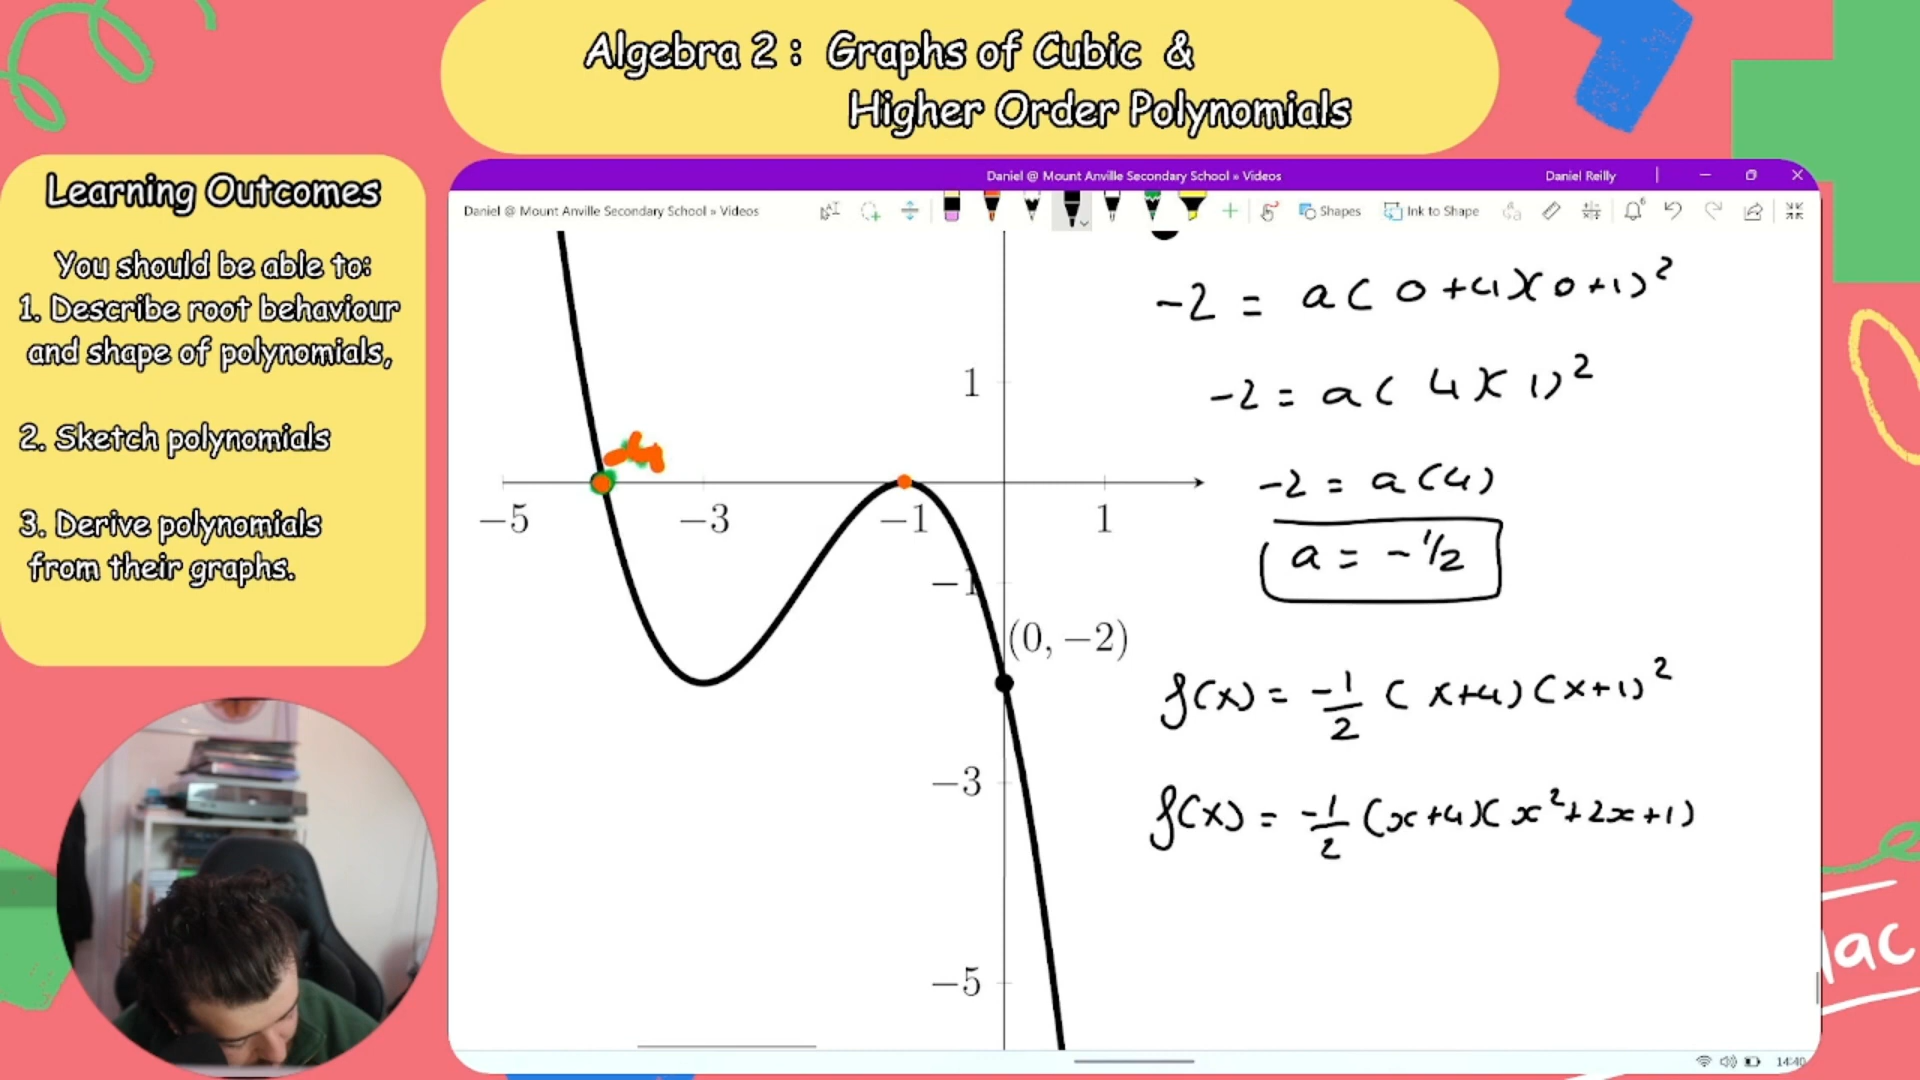 Algebra 2 : Graphs of Cubic &
Higher Order Polynomials
Learning Outcomes
You should be able to:
1. Describe root behaviour
and shape of polynomials,
2. Sketch polynomials
3. Derive polynomials
from their graphs.
Daniel @ Mount Anville Secondary School » Videos
Daniel Reilly
Daniel @ Mount Anville Secondary School » Videos
Shapes
Ink to Shape
6
-2 = a(0+4)(0+1)²
1
-2 = a(4)(1)²
-4
-2 = a(4)
−5
−3
−1
1
a = -1/2
−1
(0, −2)
f(x) = -1/2 (x+4)(x+1)²
−3
f(x) = -1/2 (x+4)(x²+2x+1)
−5
lac
14:40